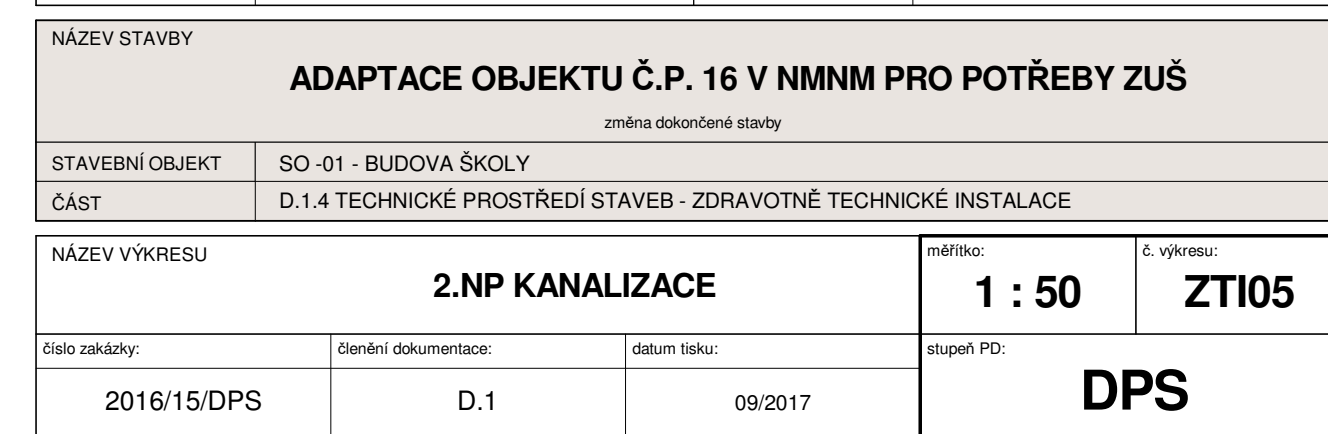 NÁZEV STAVBY
ADAPTACE OBJEKTU Č.P. 16 V NMNM PRO POTŘEBY ZUŠ
změna dokončené stavby
STAVEBNÍ OBJEKT SO -01 - BUDOVA ŠKOLY
ČÁST D.1.4 TECHNICKÉ PROSTŘEDÍ STAVEB - ZDRAVOTNĚ TECHNICKÉ INSTALACE
NÁZEV VÝKRESU
2.NP KANALIZACE
měřítko:
1 : 50
č. výkresu:
ZTI05
číslo zakázky:
2016/15/DPS
členění dokumentace:
D.1
datum tisku:
09/2017
stupeň PD:
DPS